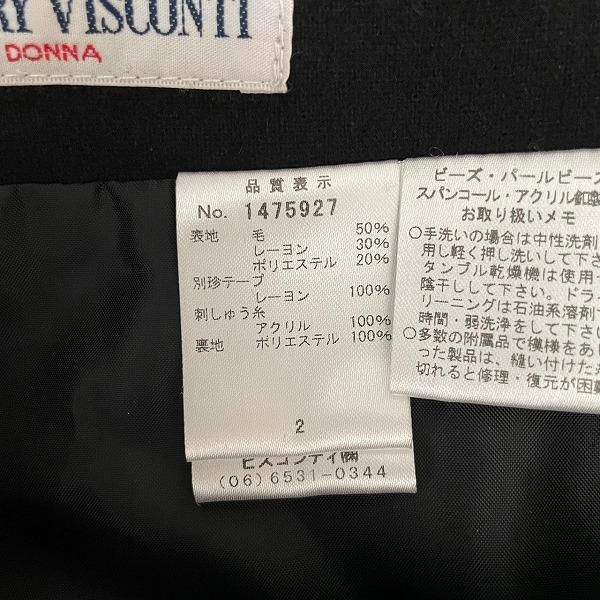 RY VISCONTI
DONNA
品質表示
No. 1475927
表地 毛 50%
レーヨン 30%
ポリエステル 20%
別珍テープ
レーヨン 100%
刺しゅう糸
アクリル 100%
裏地 ポリエステル 100%
2
ビスコンティ㈱
(06)6531-0344
ビーズ・パールビーズ
スパンコール・アクリル釦
お取り扱いメモ
○手洗いの場合は中性洗剤
用し軽く押し洗いして下さ
タンブル乾燥機は使用
陰干しして下さい。ドラ
リーニングは石油系溶剤
時間・弱洗浄をして下さい
○多数の附属品で模様をあし
った製品は、縫い付けた
切れると修理・復元が困難